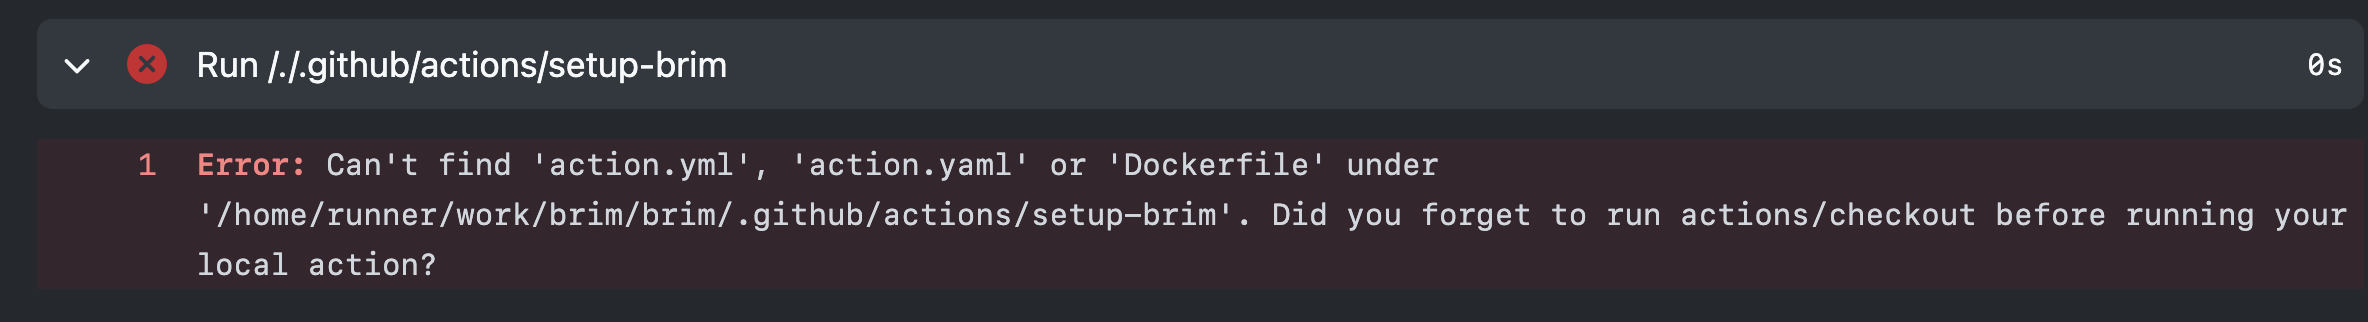 Run /./.github/actions/setup-brim 0s
1 Error: Can't find 'action.yml', 'action.yaml' or 'Dockerfile' under
'/home/runner/work/brim/brim/.github/actions/setup-brim'. Did you forget to run actions/checkout before running your
local action?